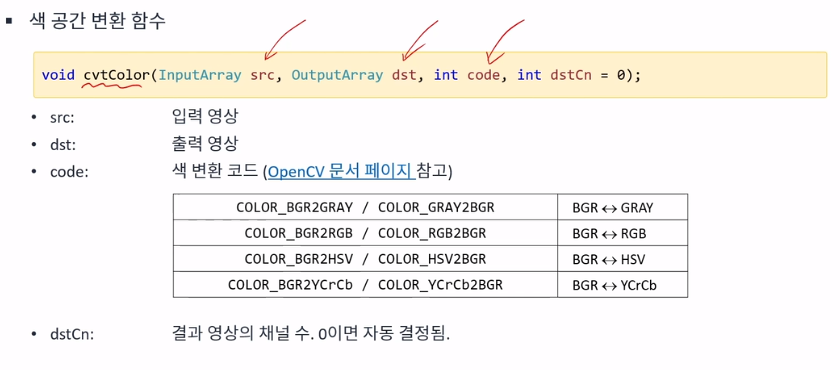 ▪ 색 공간 변환 함수
void cvtColor(InputArray src, OutputArray dst, int code, int dstCn = 0);
• src: 입력 영상
• dst: 출력 영상
• code: 색 변환 코드 (OpenCV 문서 페이지 참고)
COLOR_BGR2GRAY / COLOR_GRAY2BGR BGR ↔ GRAY
COLOR_BGR2RGB / COLOR_RGB2BGR BGR ↔ RGB
COLOR_BGR2HSV / COLOR_HSV2BGR BGR ↔ HSV
COLOR_BGR2YCrCb / COLOR_YCrCb2BGR BGR ↔ YCrCb
• dstCn: 결과 영상의 채널 수. 0이면 자동 결정됨.